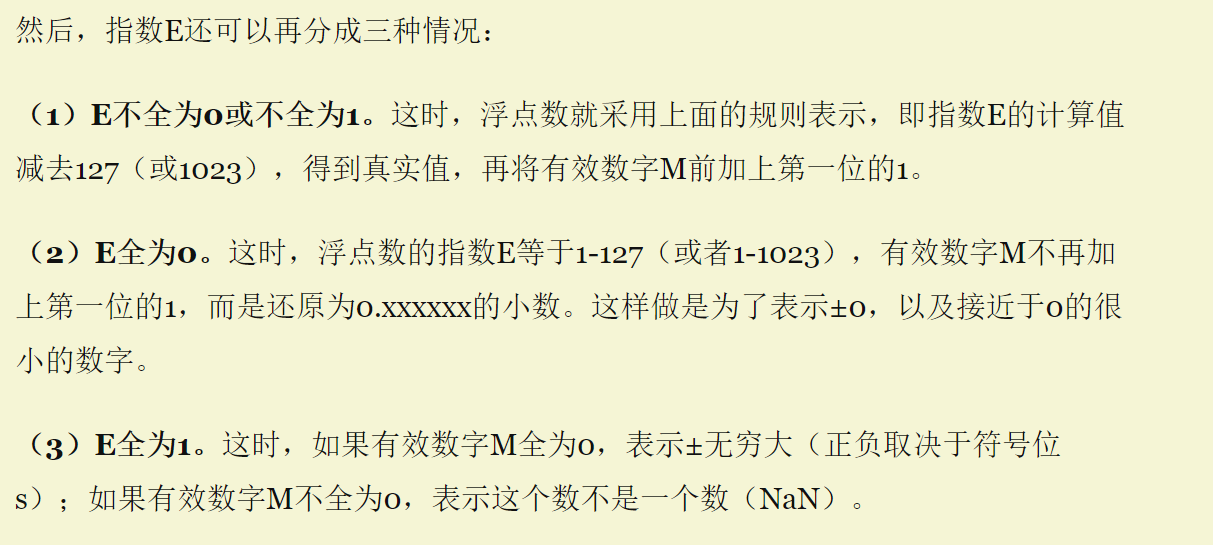 然后，指数E还可以再分成三种情况：
（1）E不全为0或不全为1。这时，浮点数就采用上面的规则表示，即指数E的计算值
减去127（或1023），得到真实值，再将有效数字M前加上第一位的1。
（2）E全为0。这时，浮点数的指数E等于1-127（或者1-1023），有效数字M不再加
上第一位的1，而是还原为0.xxxxxx的小数。这样做是为了表示±0，以及接近于0的很
小的数字。
（3）E全为1。这时，如果有效数字M全为0，表示±无穷大（正负取决于符号位
s）；如果有效数字M不全为0，表示这个数不是一个数（NaN）。